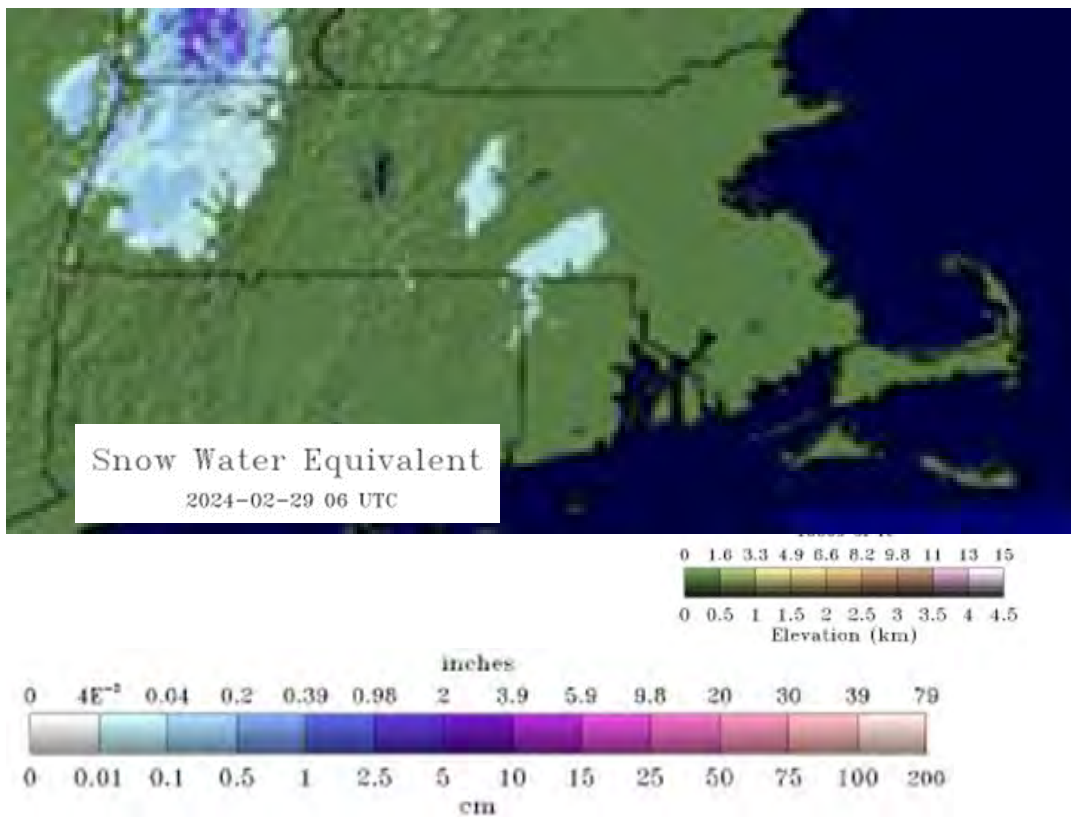 Snow Water Equivalent
2024-02-29 06 UTC
0 1.6 3.3 4.9 6.6 8.2 9.8 11 13 15
0 0.5 1 1.5 2 2.5 3 3.5 4 4.5
Elevation (km)
inches
0 4E⁻³ 0.04 0.2 0.39 0.98 2 3.9 5.9 9.8 20 30 39 79
0 0.01 0.1 0.5 1 2.5 5 10 15 25 50 75 100 200
cm